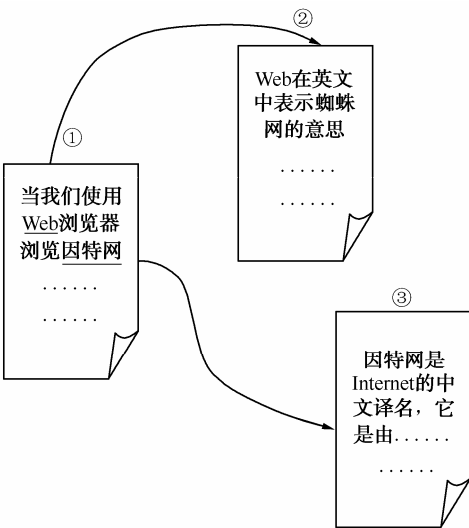 ①
当我们使用
Web浏览器
浏览因特网
......
......
②
Web在英文
中表示蜘蛛
网的意思
......
......
③
因特网是
Internet的中
文译名，它
是由......
......